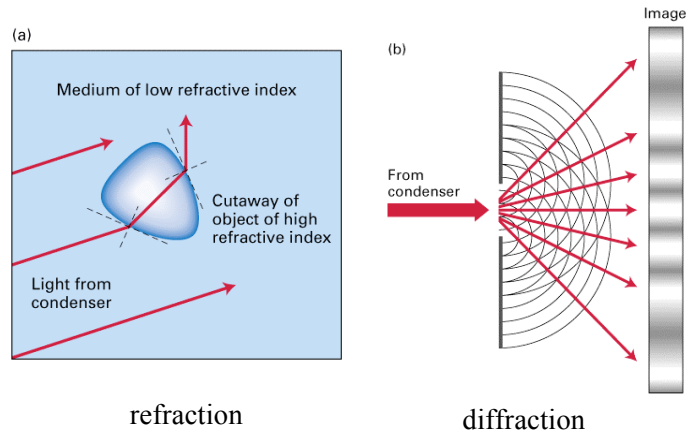 (a)
Medium of low refractive index
Cutaway of
object of high
refractive index
Light from
condenser
refraction
(b)
Image
From
condenser
diffraction